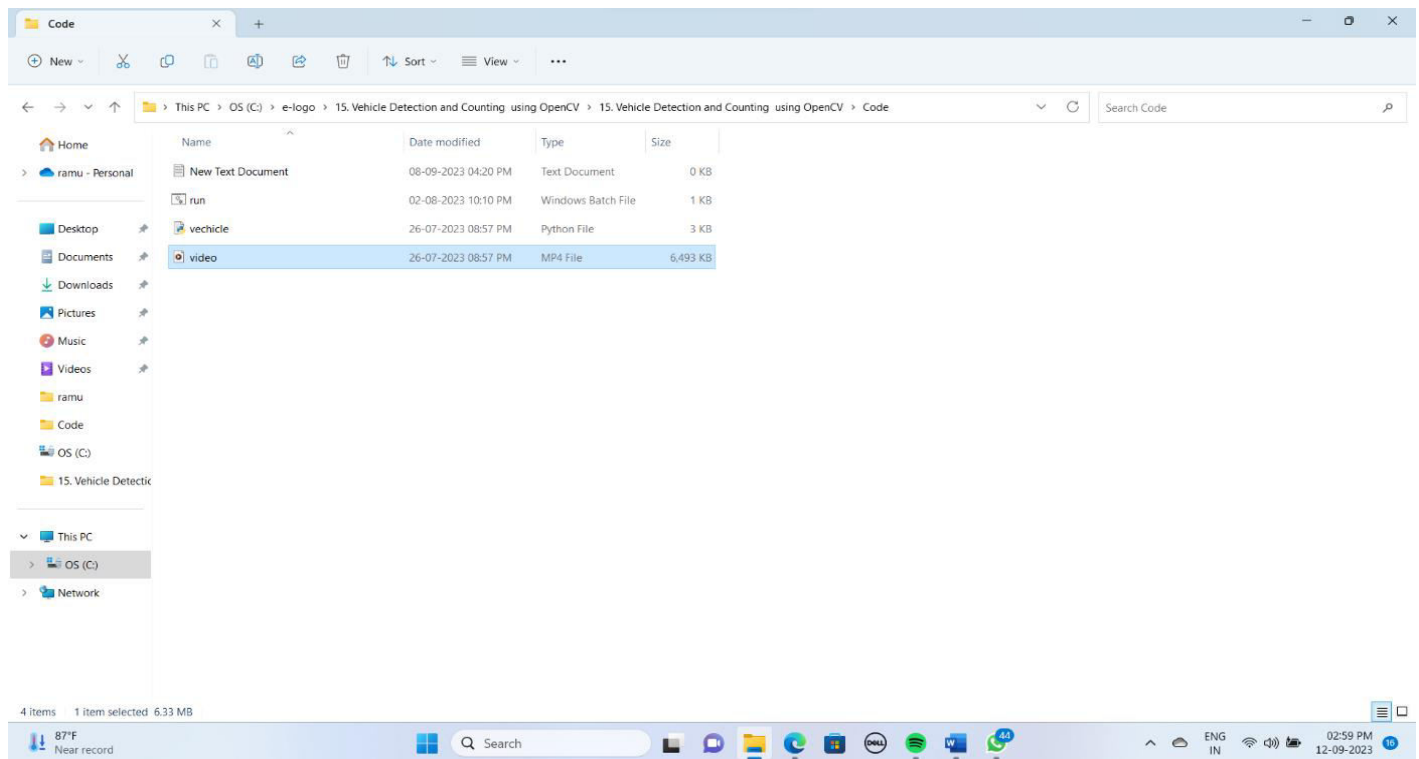 Code
New
Sort
View
This PC > OS (C:) > e-logo > 15. Vehicle Detection and Counting using OpenCV > 15. Vehicle Detection and Counting using OpenCV > Code
Search Code
Home
ramu - Personal
Desktop
Documents
Downloads
Pictures
Music
Videos
ramu
Code
OS (C:)
15. Vehicle Detectic
This PC
OS (C:)
Network
Name Date modified Type Size
New Text Document 08-09-2023 04:20 PM Text Document 0 KB
run 02-08-2023 10:10 PM Windows Batch File 1 KB
vechicle 26-07-2023 08:57 PM Python File 3 KB
video 26-07-2023 08:57 PM MP4 File 6,493 KB
4 items 1 item selected 6.33 MB
87°F
Near record
Search
DELL
W
44
ENG
IN
02:59 PM
12-09-2023
16